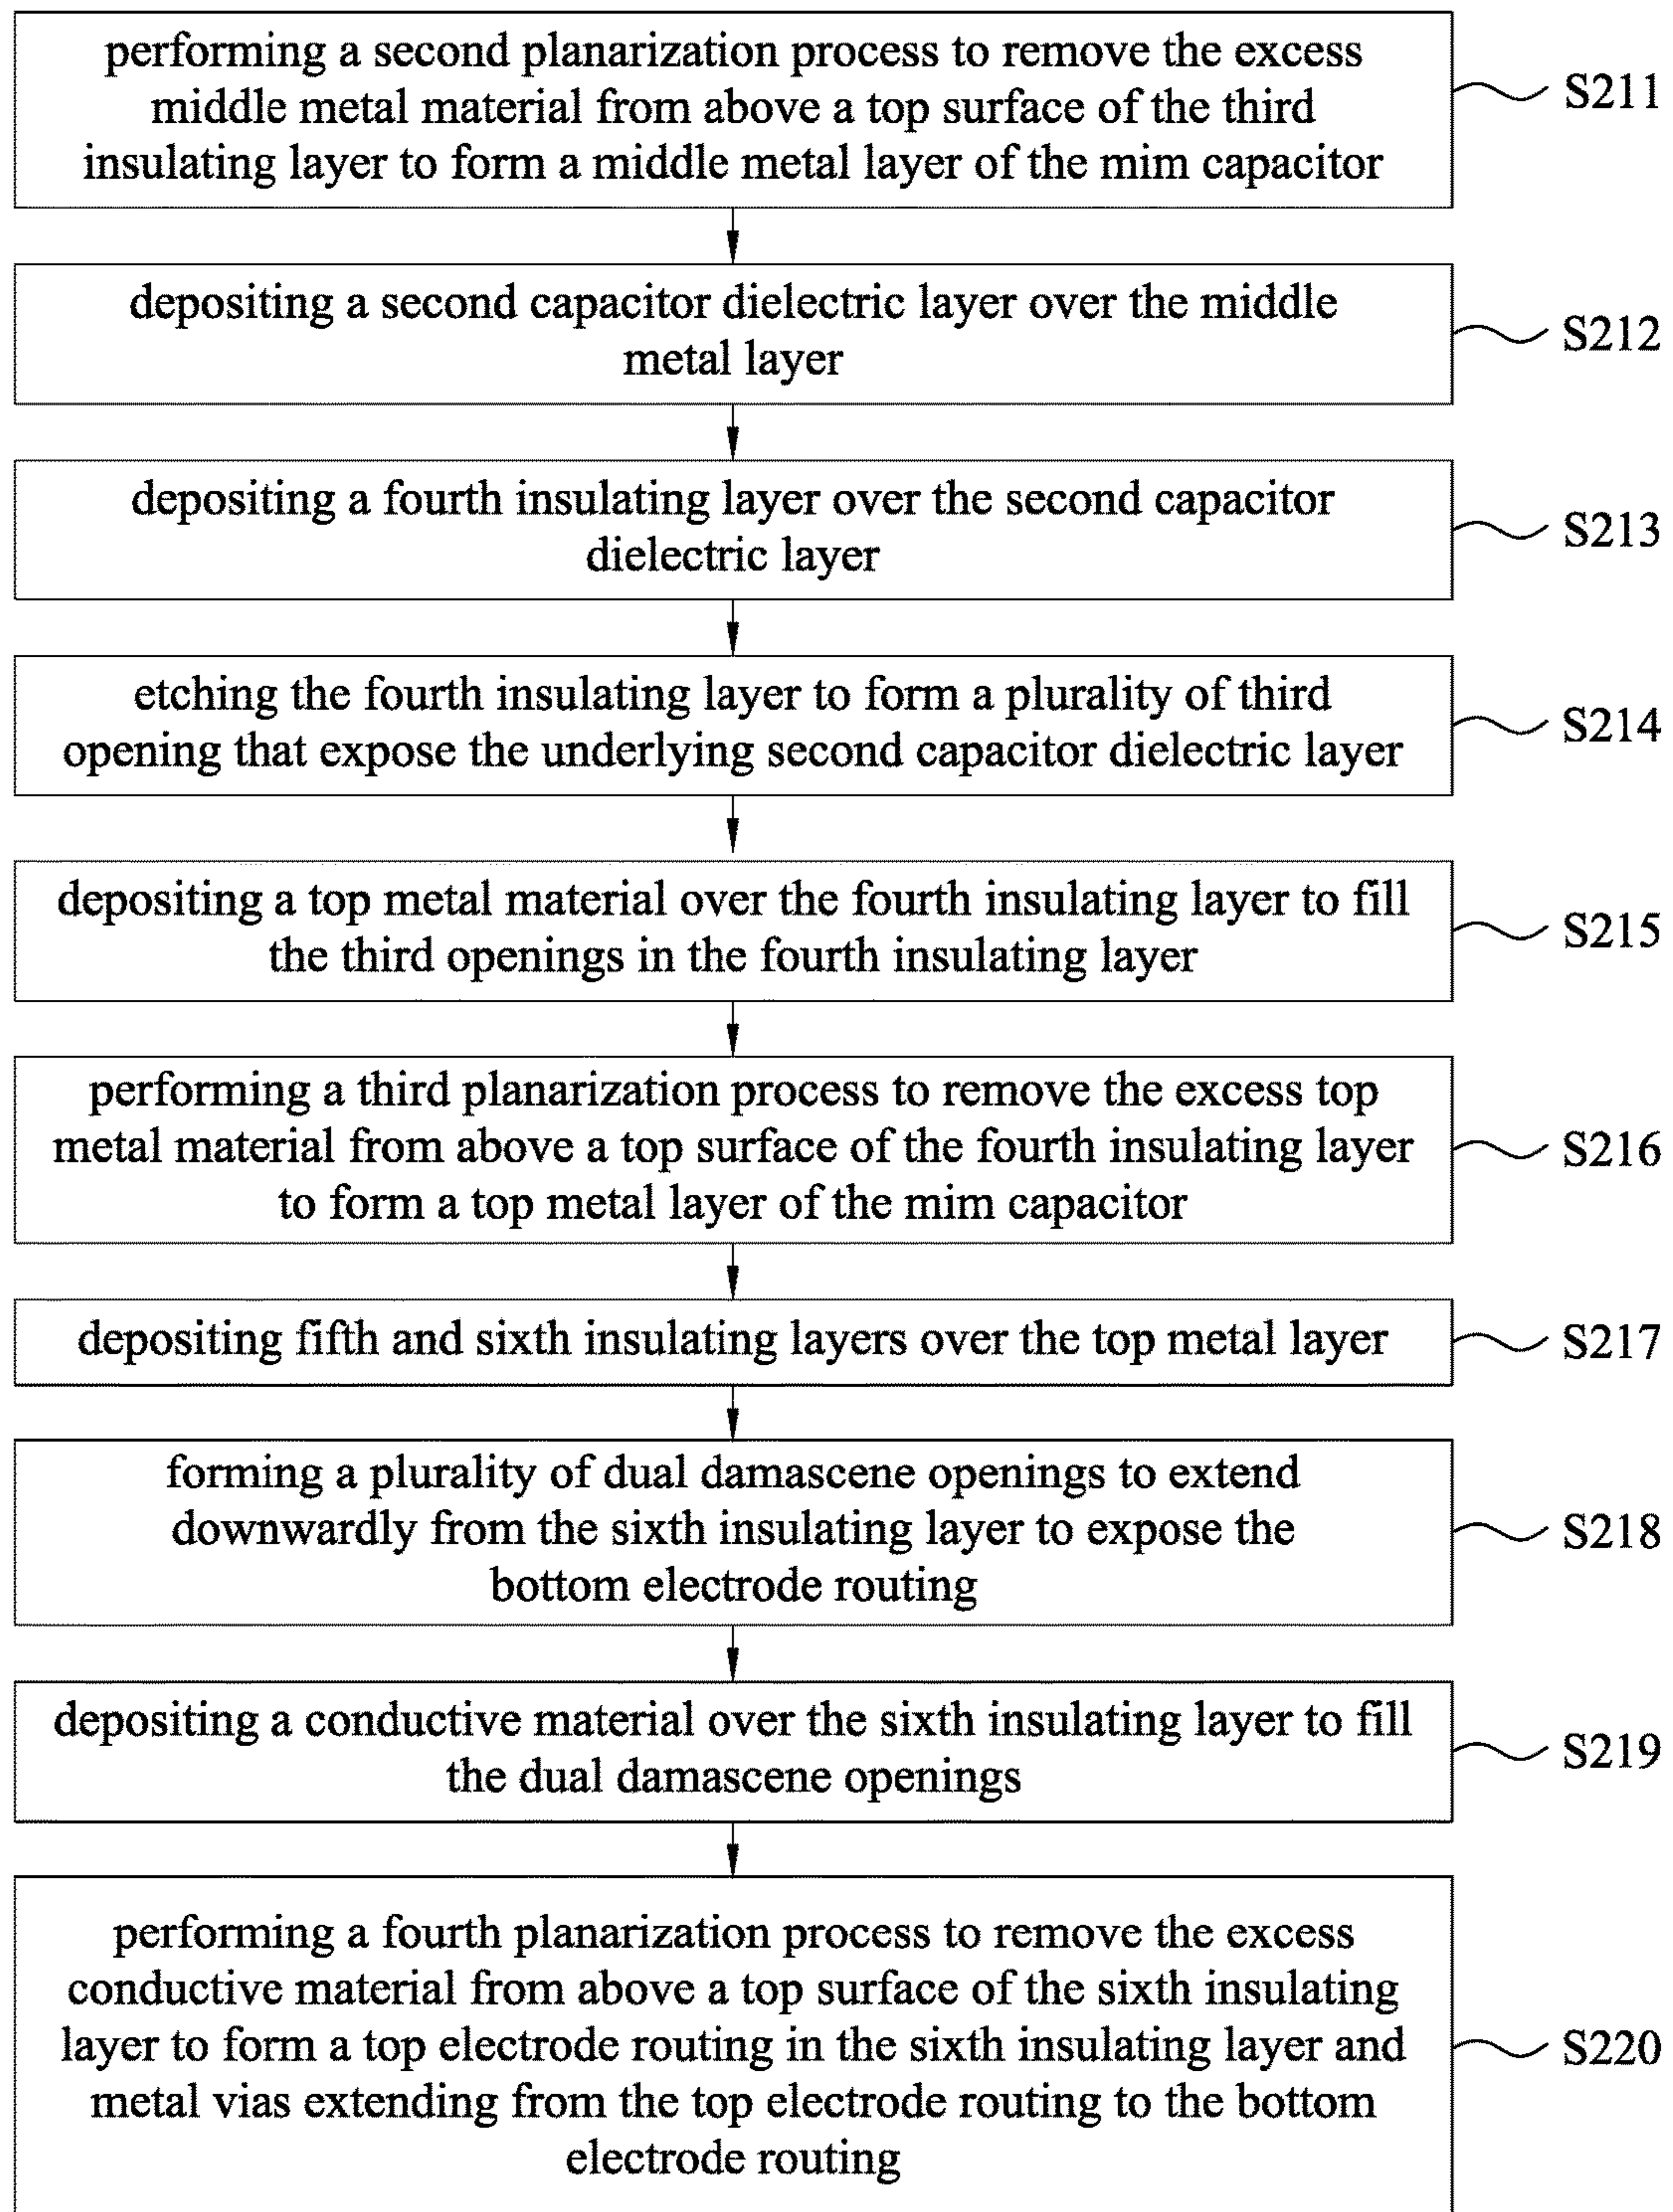 performing a second planarization process to remove the excess
middle metal material from above a top surface of the third
insulating layer to form a middle metal layer of the mim capacitor
S211
depositing a second capacitor dielectric layer over the middle
metal layer
S212
depositing a fourth insulating layer over the second capacitor
dielectric layer
S213
etching the fourth insulating layer to form a plurality of third
opening that expose the underlying second capacitor dielectric layer
S214
depositing a top metal material over the fourth insulating layer to fill
the third openings in the fourth insulating layer
S215
performing a third planarization process to remove the excess top
metal material from above a top surface of the fourth insulating layer
to form a top metal layer of the mim capacitor
S216
depositing fifth and sixth insulating layers over the top metal layer
S217
forming a plurality of dual damascene openings to extend
downwardly from the sixth insulating layer to expose the
bottom electrode routing
S218
depositing a conductive material over the sixth insulating layer to fill
the dual damascene openings
S219
performing a fourth planarization process to remove the excess
conductive material from above a top surface of the sixth insulating
layer to form a top electrode routing in the sixth insulating layer and
metal vias extending from the top electrode routing to the bottom
electrode routing
S220